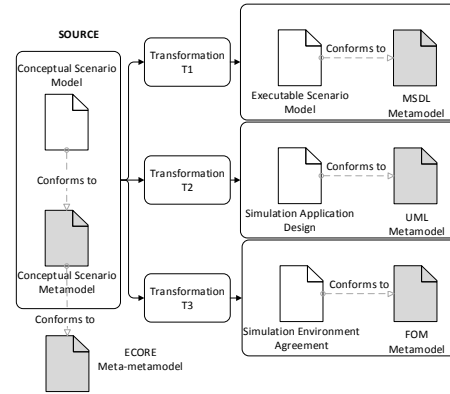 SOURCE
Conceptual Scenario
Model
Conforms to
Conceptual Scenario
Metamodel
Conforms to
ECORE
Meta-metamodel
Transformation
T1
Transformation
T2
Transformation
T3
Conforms to
Executable Scenario
Model
MSDL
Metamodel
Conforms to
Simulation Application
Design
UML
Metamodel
Conforms to
Simulation Environment
Agreement
FOM
Metamodel